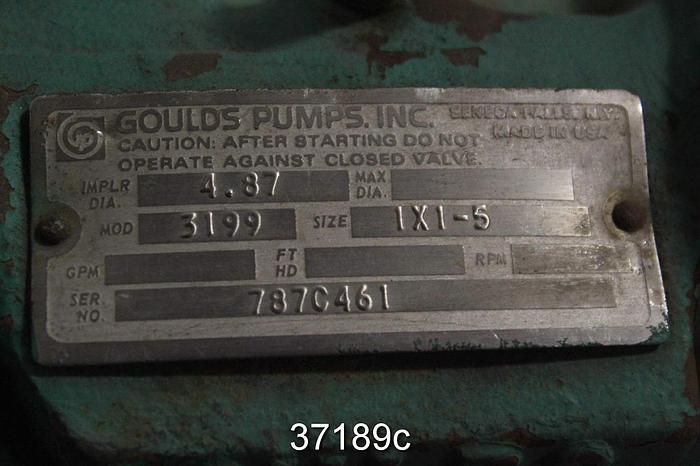 GOULDS PUMPS, INC. SENECA FALLS, N.Y.
MADE IN USA
CAUTION: AFTER STARTING DO NOT
OPERATE AGAINST CLOSED VALVE.
IMPLR DIA. 4.87 MAX DIA.
MOD 3199 SIZE 1X1-5
GPM FT HD RPM
SER. NO. 787C461
37189c